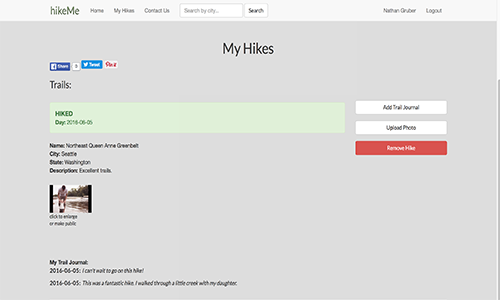 hikeMe Home My Hikes Contact Us Search by city... Search Nathan Gruber Logout
My Hikes
Share 0 Tweet Pin it
Trails:
HIKED
Day: 2016-06-05
Add Trail Journal
Upload Photo
Remove Hike
Name: Northeast Queen Anne Greenbelt
City: Seattle
State: Washington
Description: Excellent trails.
click to enlarge
or make public
My Trail Journal:
2016-06-05: I can't wait to go on this hike!
2016-06-05: This was a fantastic hike. I walked through a little creek with my daughter.